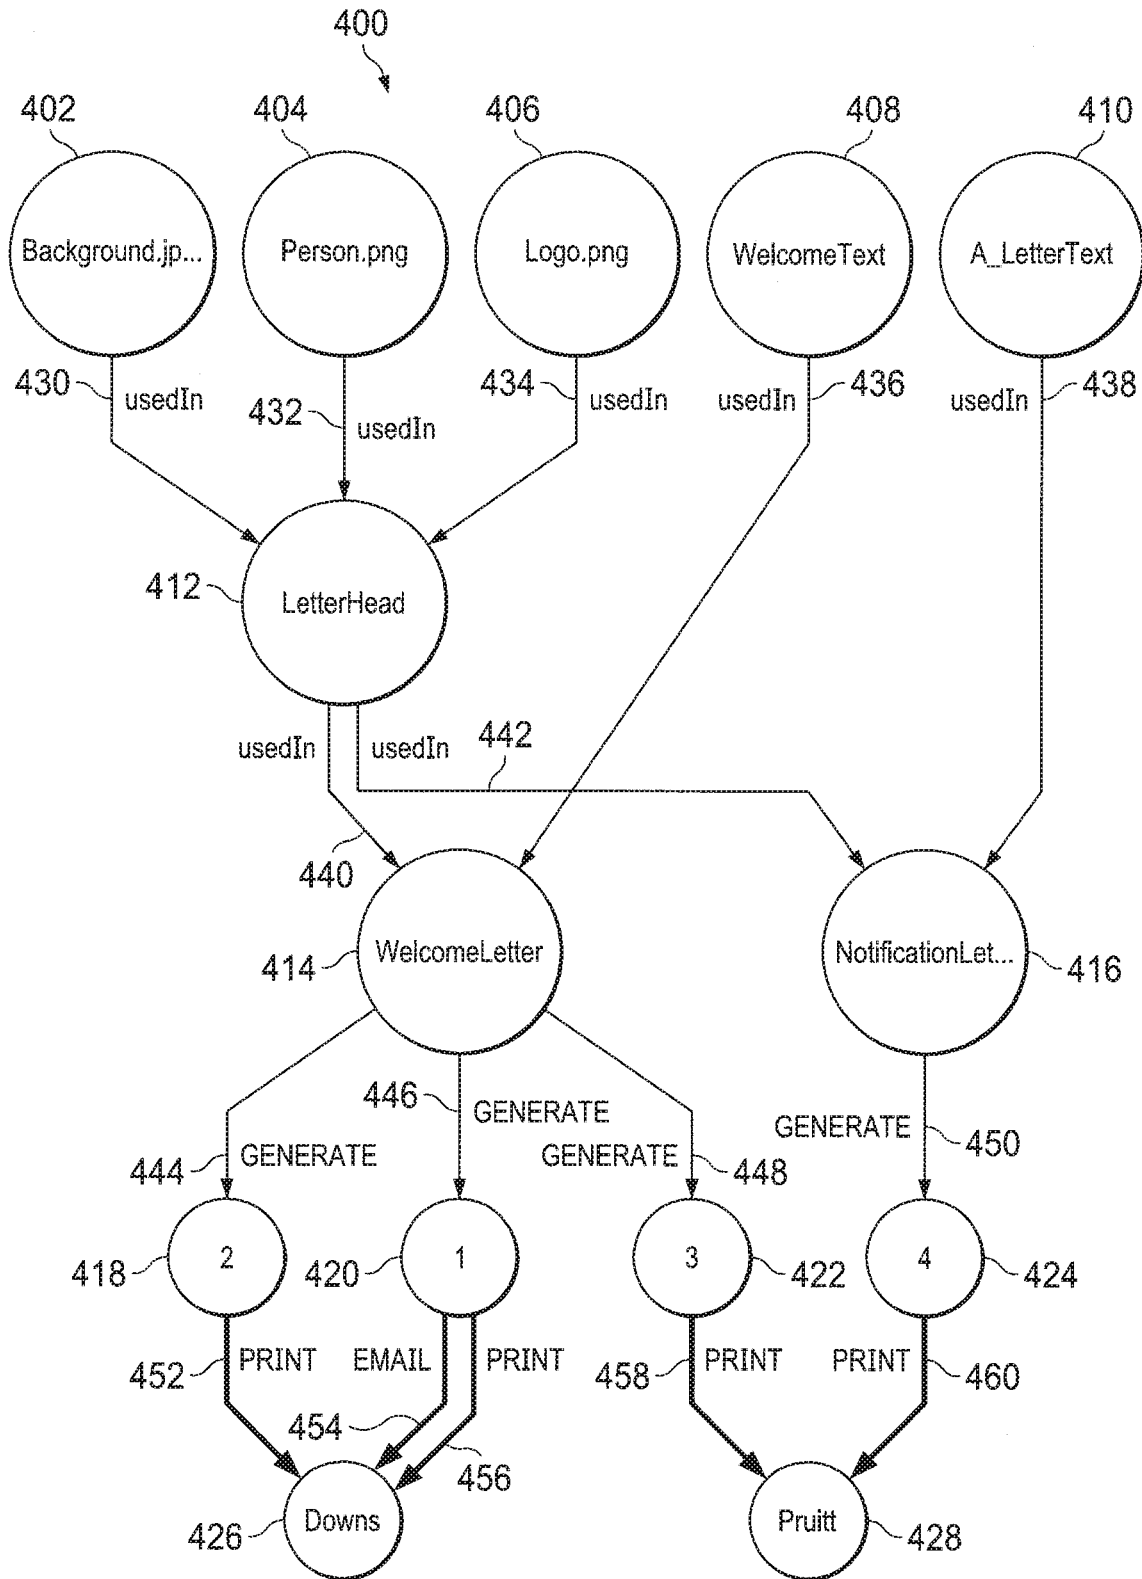 400
402
404
406
408
410
Background.jp...
Person.png
Logo.png
WelcomeText
A_LetterText
430
usedIn
432
usedIn
434
usedIn
usedIn
436
usedIn
438
412
LetterHead
usedIn
usedIn
442
440
414
WelcomeLetter
NotificationLet...
416
444
GENERATE
446
GENERATE
GENERATE
448
GENERATE
450
418
2
420
1
3
422
4
424
452
PRINT
EMAIL
PRINT
458
PRINT
PRINT
460
454
456
426
Downs
Pruitt
428